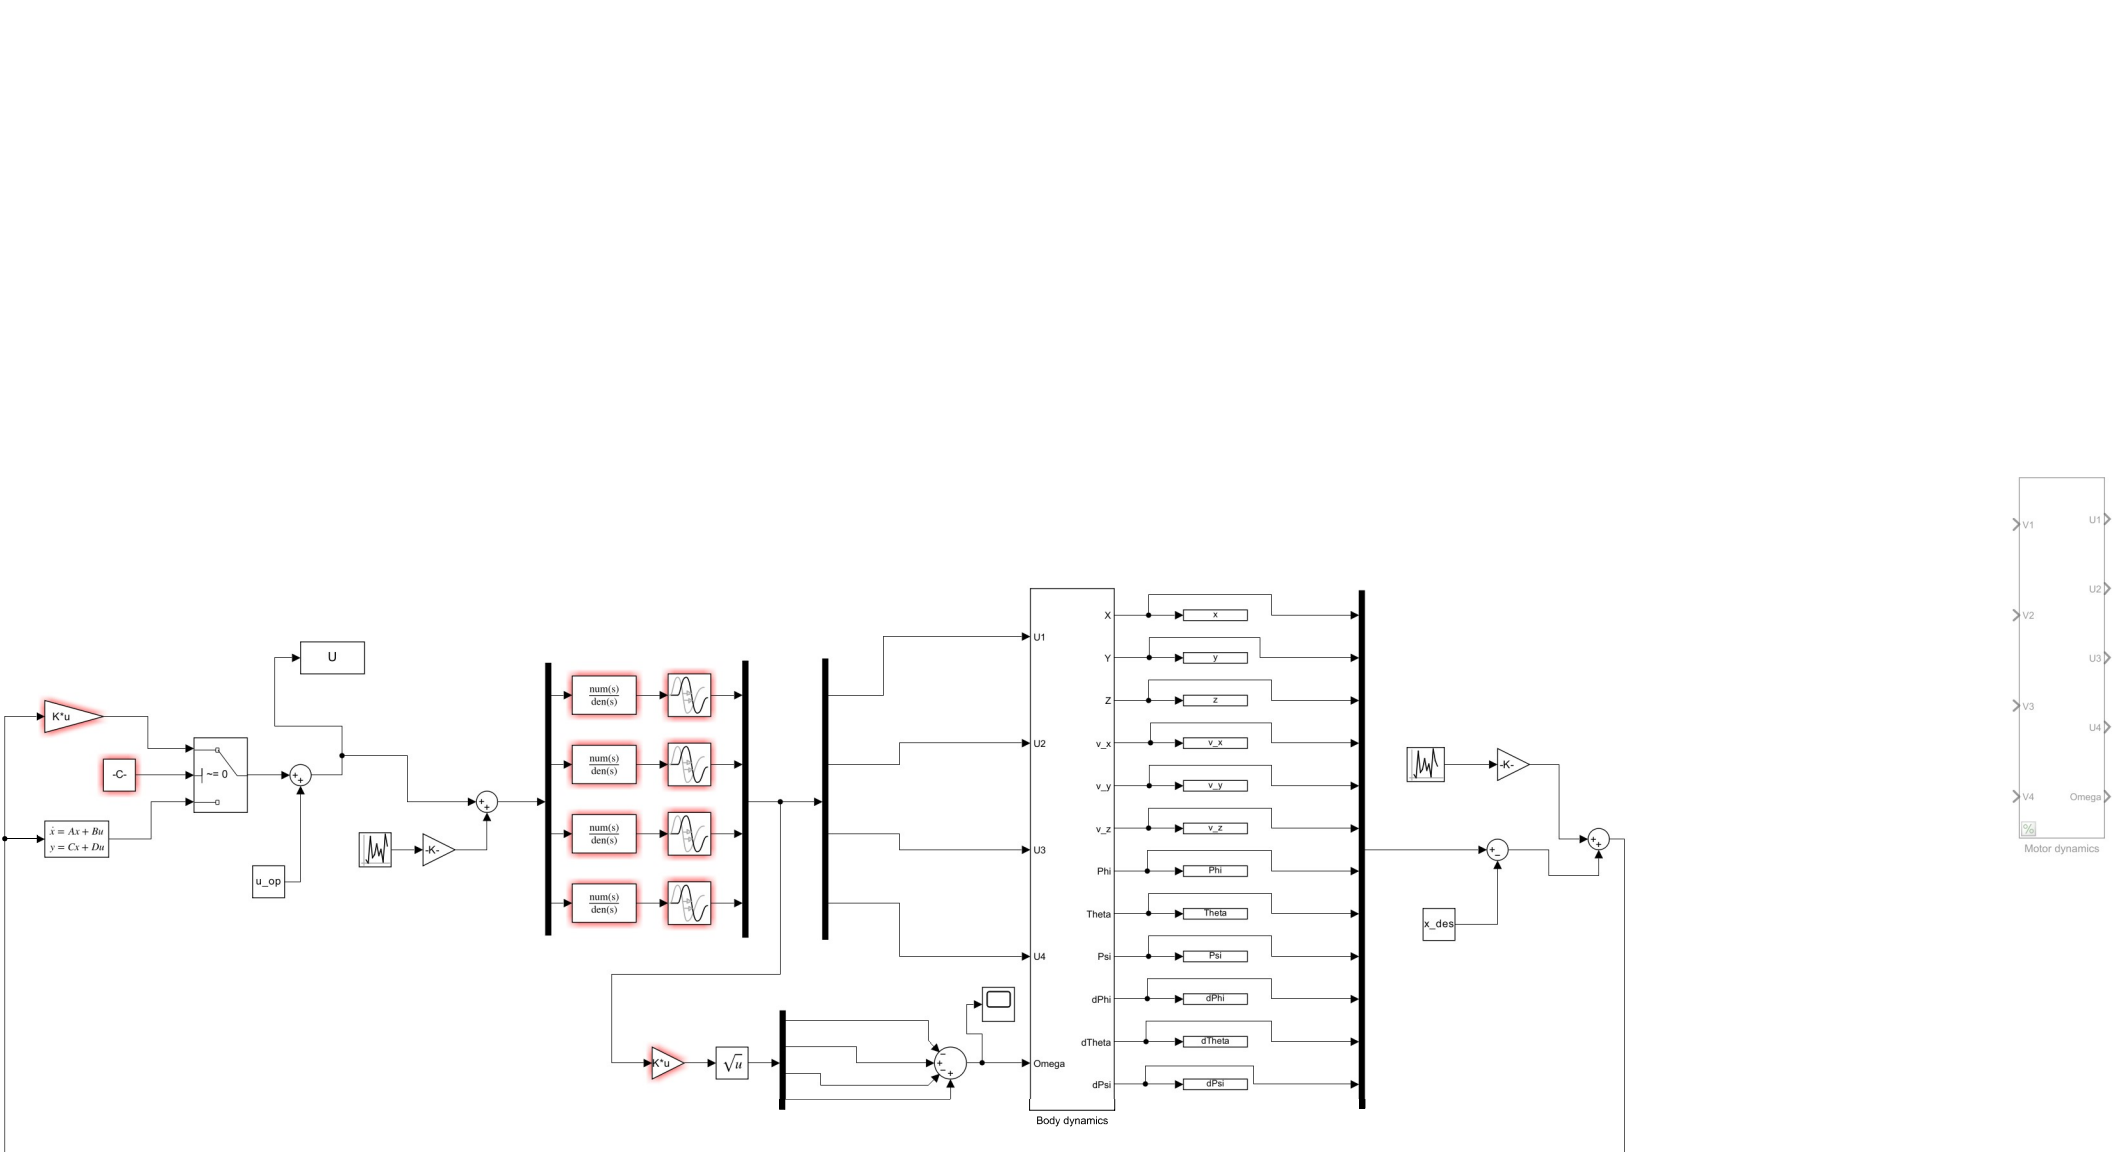 K*u
-C-
~= 0
ẋ = Ax + Bu
y = Cx + Du
U
u_op
-K-
num(s)
den(s)
num(s)
den(s)
num(s)
den(s)
num(s)
den(s)
K*u
√u
U1
U2
U3
U4
Omega
X
Y
Z
v_x
v_y
v_z
Phi
Theta
Psi
dPhi
dTheta
dPsi
Body dynamics
x
y
z
v_x
v_y
v_z
Phi
Theta
Psi
dPhi
dTheta
dPsi
-K-
x_des
V1
V2
V3
V4
U1
U2
U3
U4
Omega
%
Motor dynamics